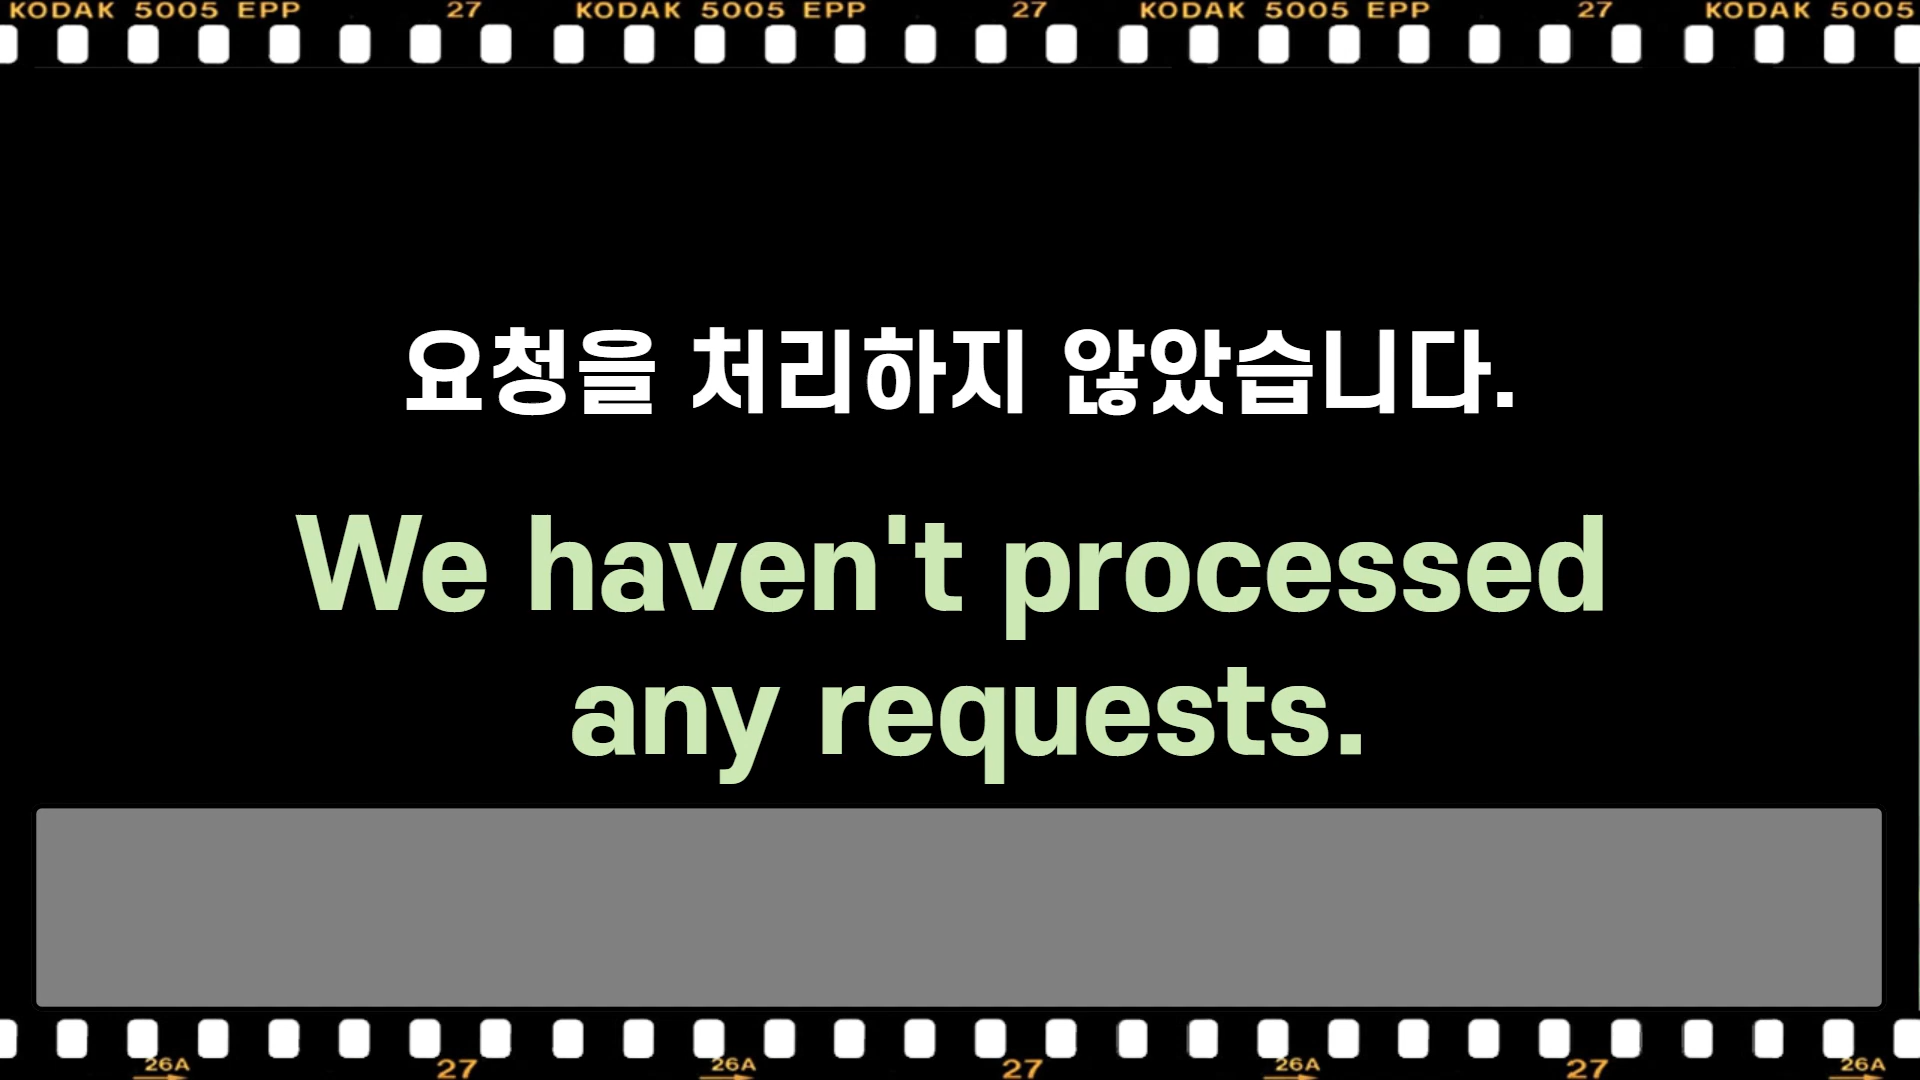 KODAK 5005 EPP 27 KODAK 5005 EPP 27 KODAK 5005 EPP 27 KODAK 5005
요청을 처리하지 않았습니다.
We haven't processed
any requests.
26A 27 26A 27 26A 27 26A